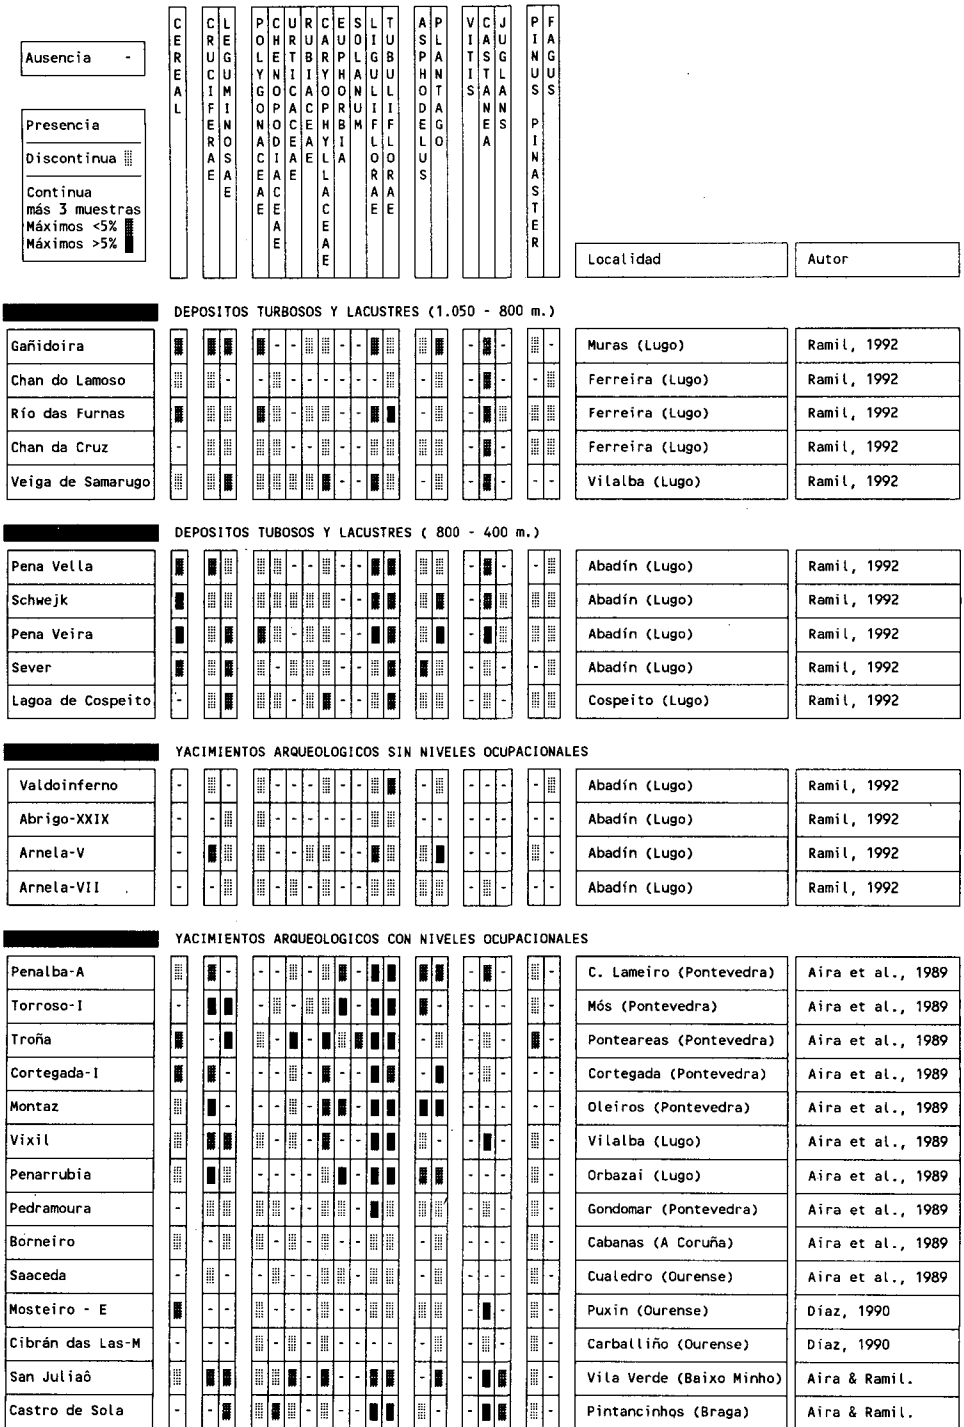 Ausencia -
Presencia
Discontinua
Continua
más 3 muestras
Máximos <5%
Máximos >5%
CEREAL
CRUCIFERAE
LEGUMINOSAE
POLYGONACEAE
CHENOPODIACEAE
URTICACEAE
RUBIACEAE
CARYOPHYLLACEAE
EUPHORBIA
SOLANUM
LIGULIFLORAE
TUBULIFLORAE
ASPHODELUS
PLANTAGO
VITIS
CASTANEA
JUGLANS
PINUS PINASTER
FAGUS
Localidad Autor
DEPOSITOS TURBOSOS Y LACUSTRES (1.050 - 800 m.)
Gañidoira Muras (Lugo) Ramil, 1992
Chan do Lamoso Ferreira (Lugo) Ramil, 1992
Río das Furnas Ferreira (Lugo) Ramil, 1992
Chan da Cruz Ferreira (Lugo) Ramil, 1992
Veiga de Samarugo Vilalba (Lugo) Ramil, 1992
DEPOSITOS TUBOSOS Y LACUSTRES ( 800 - 400 m.)
Pena Vella Abadín (Lugo) Ramil, 1992
Schwejk Abadín (Lugo) Ramil, 1992
Pena Veira Abadín (Lugo) Ramil, 1992
Sever Abadín (Lugo) Ramil, 1992
Lagoa de Cospeito Cospeito (Lugo) Ramil, 1992
YACIMIENTOS ARQUEOLOGICOS SIN NIVELES OCUPACIONALES
Valdoinferno Abadín (Lugo) Ramil, 1992
Abrigo-XXIX Abadín (Lugo) Ramil, 1992
Arnela-V Abadín (Lugo) Ramil, 1992
Arnela-VII Abadín (Lugo) Ramil, 1992
YACIMIENTOS ARQUEOLOGICOS CON NIVELES OCUPACIONALES
Penalba-A C. Lameiro (Pontevedra) Aira et al., 1989
Torroso-I Mós (Pontevedra) Aira et al., 1989
Troña Ponteareas (Pontevedra) Aira et al., 1989
Cortegada-I Cortegada (Pontevedra) Aira et al., 1989
Montaz Oleiros (Pontevedra) Aira et al., 1989
Vixil Vilalba (Lugo) Aira et al., 1989
Penarrubia Orbazai (Lugo) Aira et al., 1989
Pedramoura Gondomar (Pontevedra) Aira et al., 1989
Borneiro Cabanas (A Coruña) Aira et al., 1989
Saaceda Cualedro (Ourense) Aira et al., 1989
Mosteiro - E Puxin (Ourense) Díaz, 1990
Cibrán das Las-M Carballiño (Ourense) Díaz, 1990
San Juliaô Vila Verde (Baixo Minho) Aira & Ramil.
Castro de Sola Pintancinhos (Braga) Aira & Ramil.